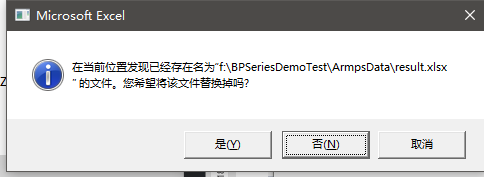 Microsoft Excel
在当前位置发现已经存在名为“f:\BPSeriesDemoTest\ArmpsData\result.xlsx
” 的文件。您希望将该文件替换掉吗?
是(Y)
否(N)
取消